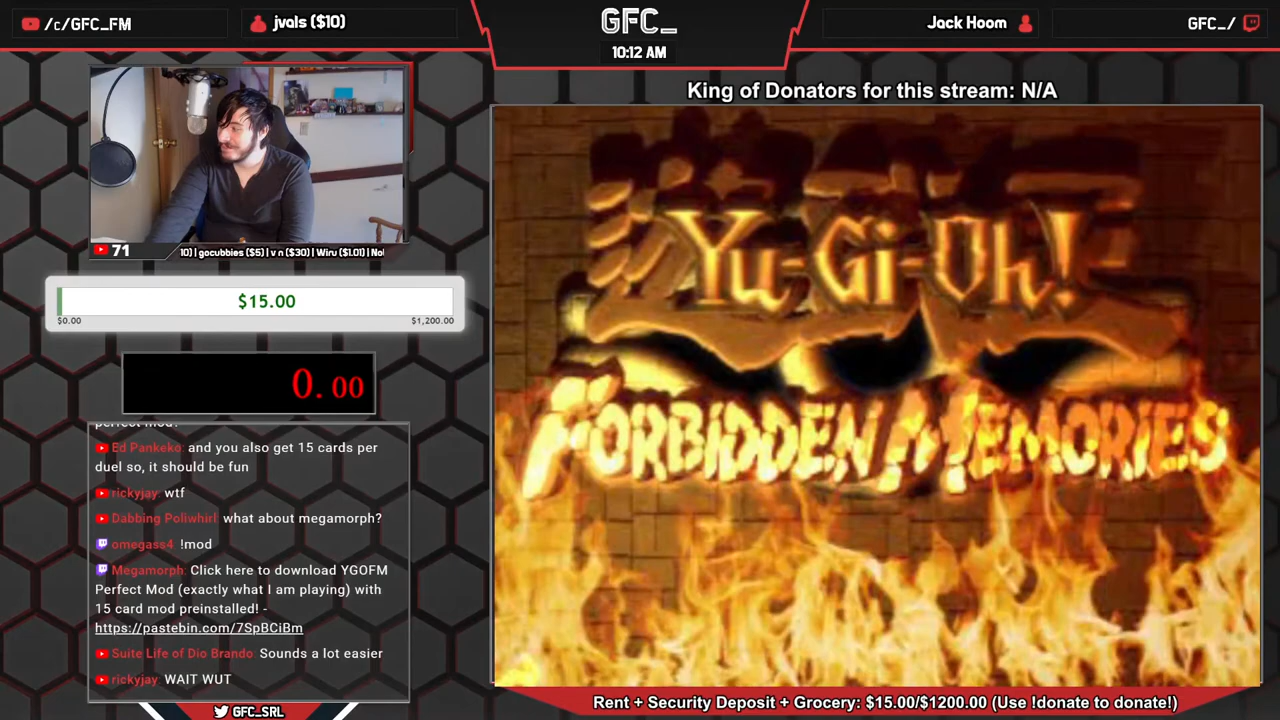 /c/GFC_FM
jvals ($10)
GFC_
10:12 AM
Jack Hoom
GFC_/
King of Donators for this stream: N/A
71
10) | gocubbies ($5) | v n ($30) | Wiru ($1.01) | No
$15.00
$0.00
$1,200.00
0.00
perfect mod?
Ed Pankeko: and you also get 15 cards per
duel so, it should be fun
rickyjay: wtf
Dabbing Poliwhirl: what about megamorph?
omegass4: !mod
Megamorph: Click here to download YGOFM
Perfect Mod (exactly what I am playing) with
15 card mod preinstalled! -
https://pastebin.com/7SpBCiBm
Suite Life of Dio Brando: Sounds a lot easier
rickyjay: WAIT WUT
GFC_SRL
Yu-Gi-Oh!
FORBIDDEN MEMORIES
Rent + Security Deposit + Grocery: $15.00/$1200.00 (Use !donate to donate!)